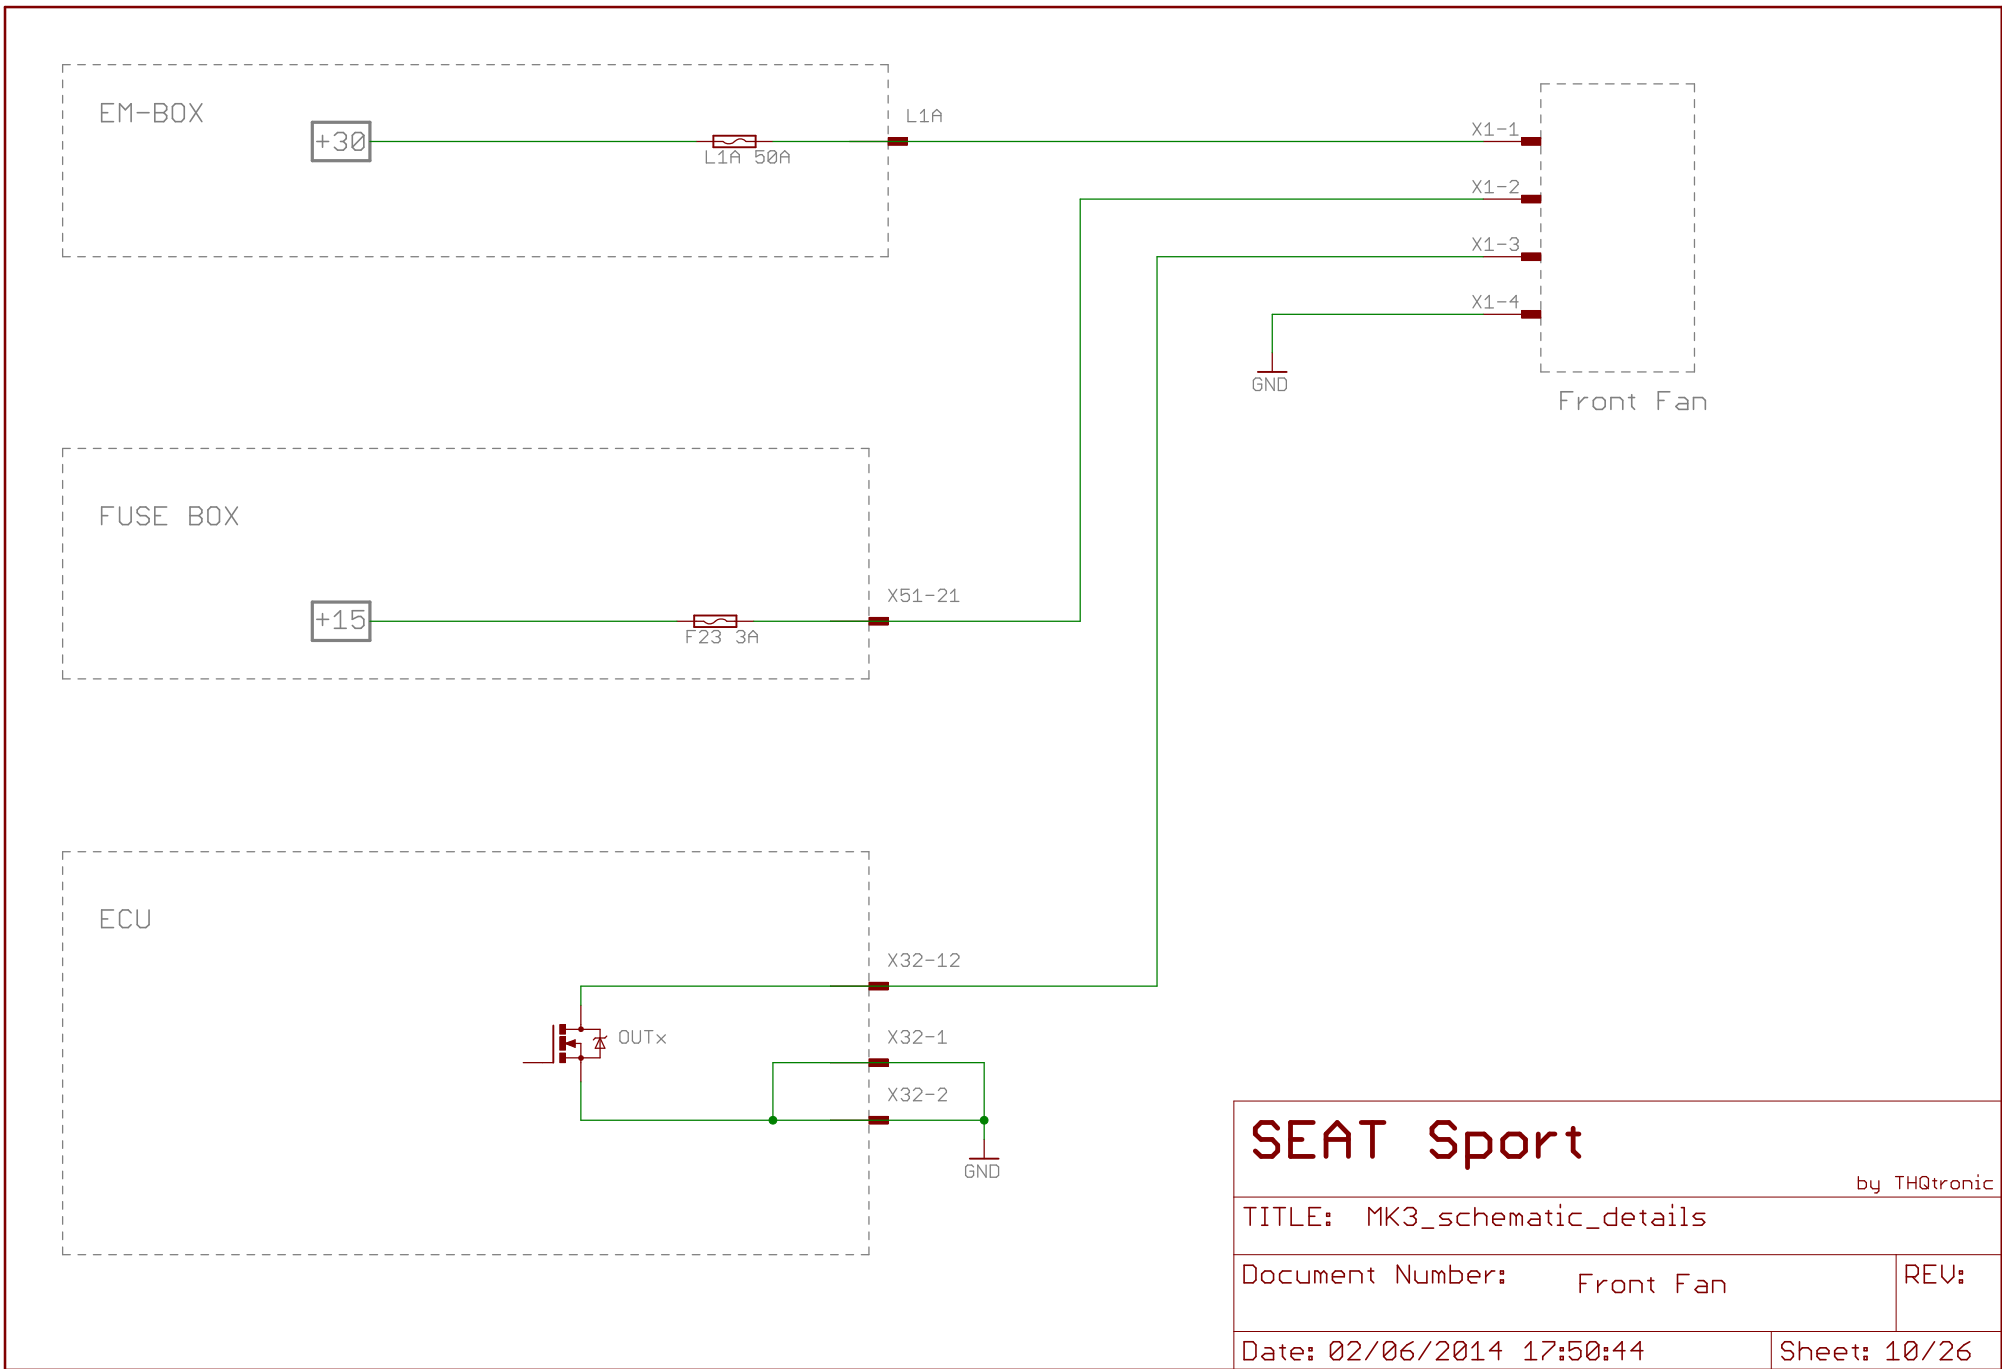 EM-BOX
+30
L1A 50A
L1A
X1-1
X1-2
X1-3
X1-4
GND
Front Fan
FUSE BOX
+15
F23 3A
X51-21
ECU
OUTx
X32-12
X32-1
X32-2
GND
SEAT Sport
by THQtronic
TITLE: MK3_schematic_details
Document Number: Front Fan
REV:
Date: 02/06/2014 17:50:44
Sheet: 10/26